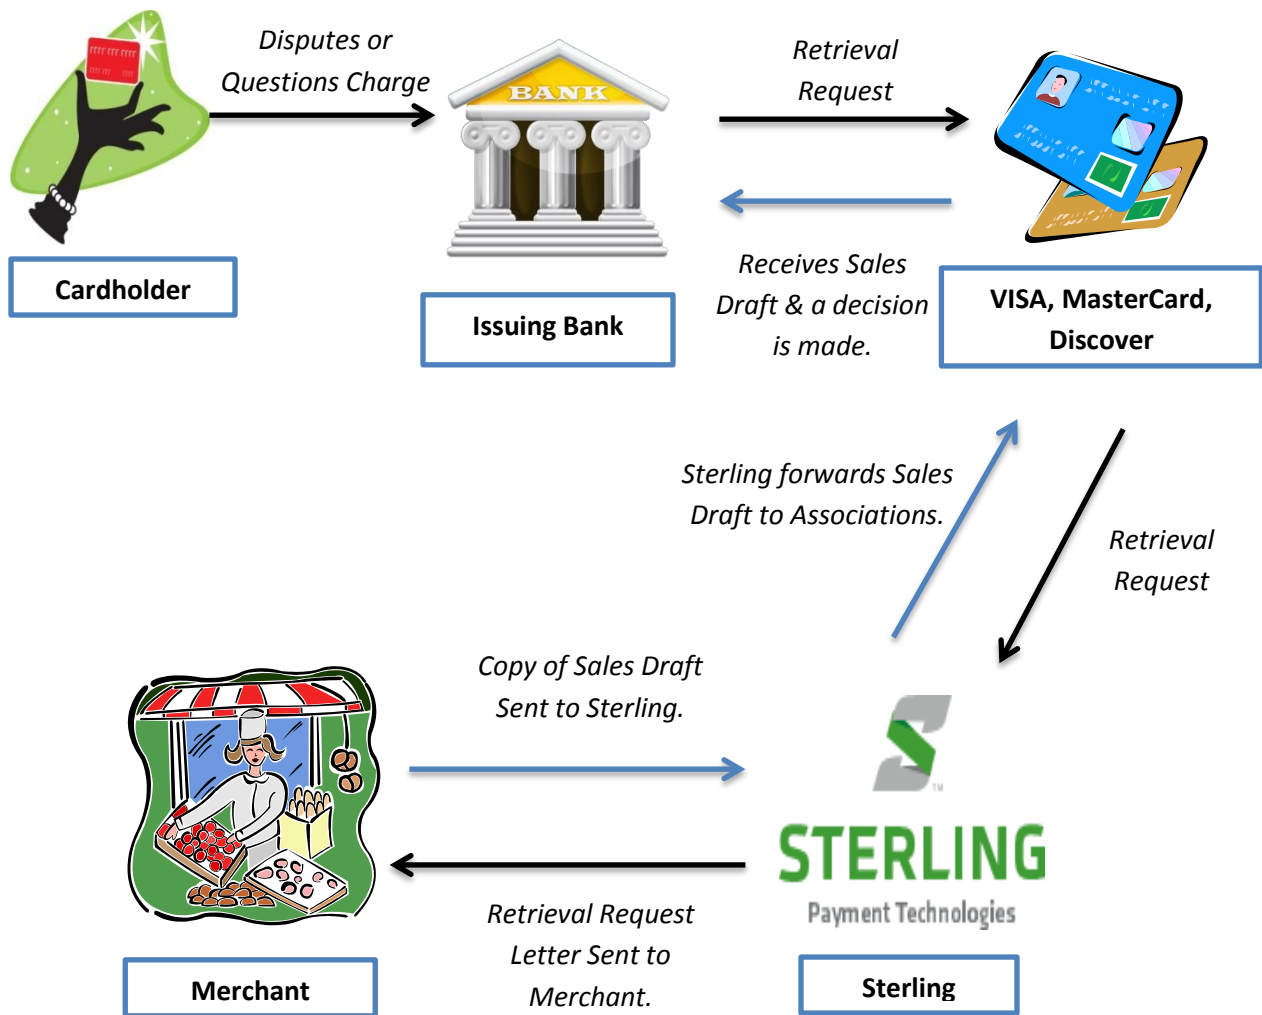 Disputes or
Questions Charge
BANK
Retrieval
Request
Receives Sales
Draft & a decision
is made.
Cardholder
Issuing Bank
VISA, MasterCard,
Discover
Sterling forwards Sales
Draft to Associations.
Retrieval
Request
Copy of Sales Draft
Sent to Sterling.
S
TM
STERLING
Payment Technologies
Retrieval Request
Letter Sent to
Merchant.
Merchant
Sterling